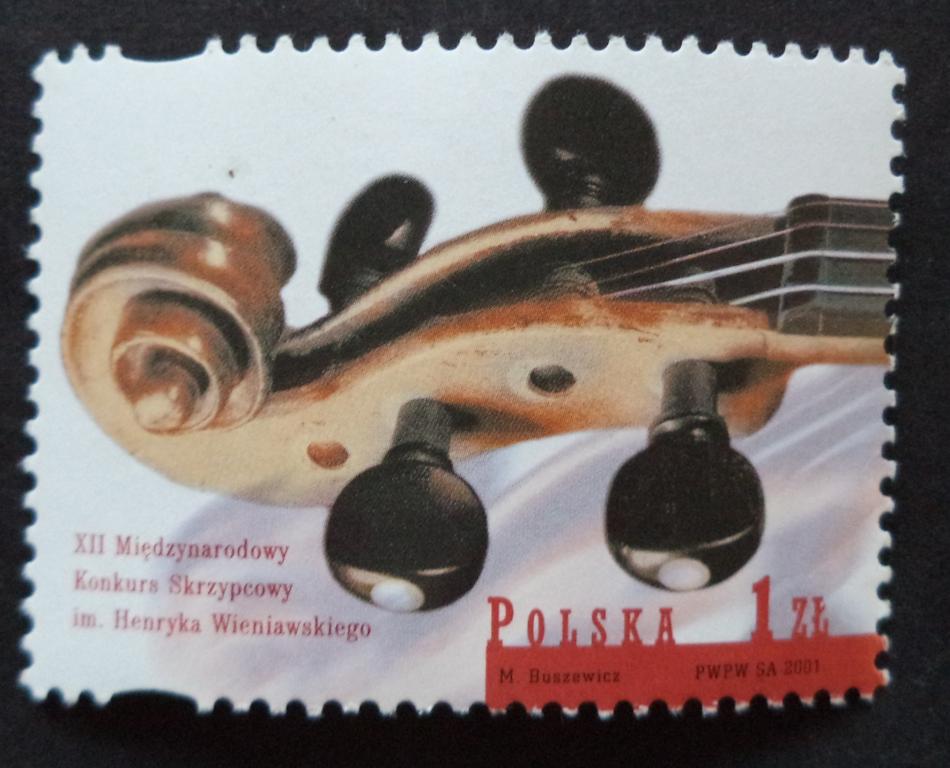 XII Międzynarodowy
Konkurs Skrzypcowy
im. Henryka Wieniawskiego
POLSKA 1 ZŁ
M. Buszewicz PWPW SA 2001